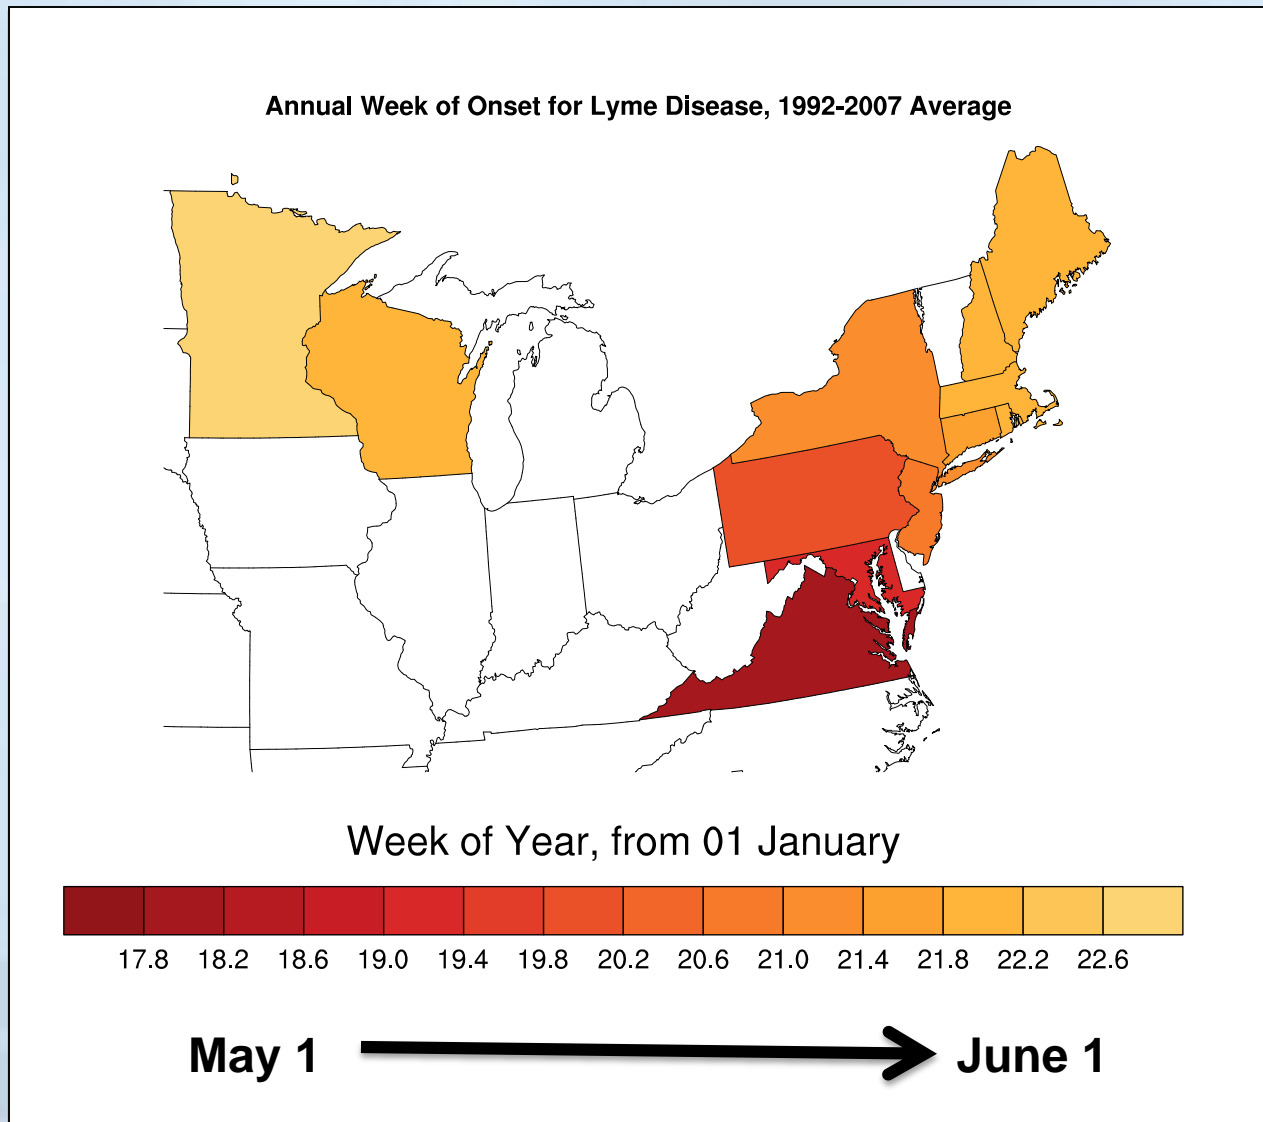 Annual Week of Onset for Lyme Disease, 1992-2007 Average
Week of Year, from 01 January
17.8 18.2 18.6 19.0 19.4 19.8 20.2 20.6 21.0 21.4 21.8 22.2 22.6
May 1 June 1